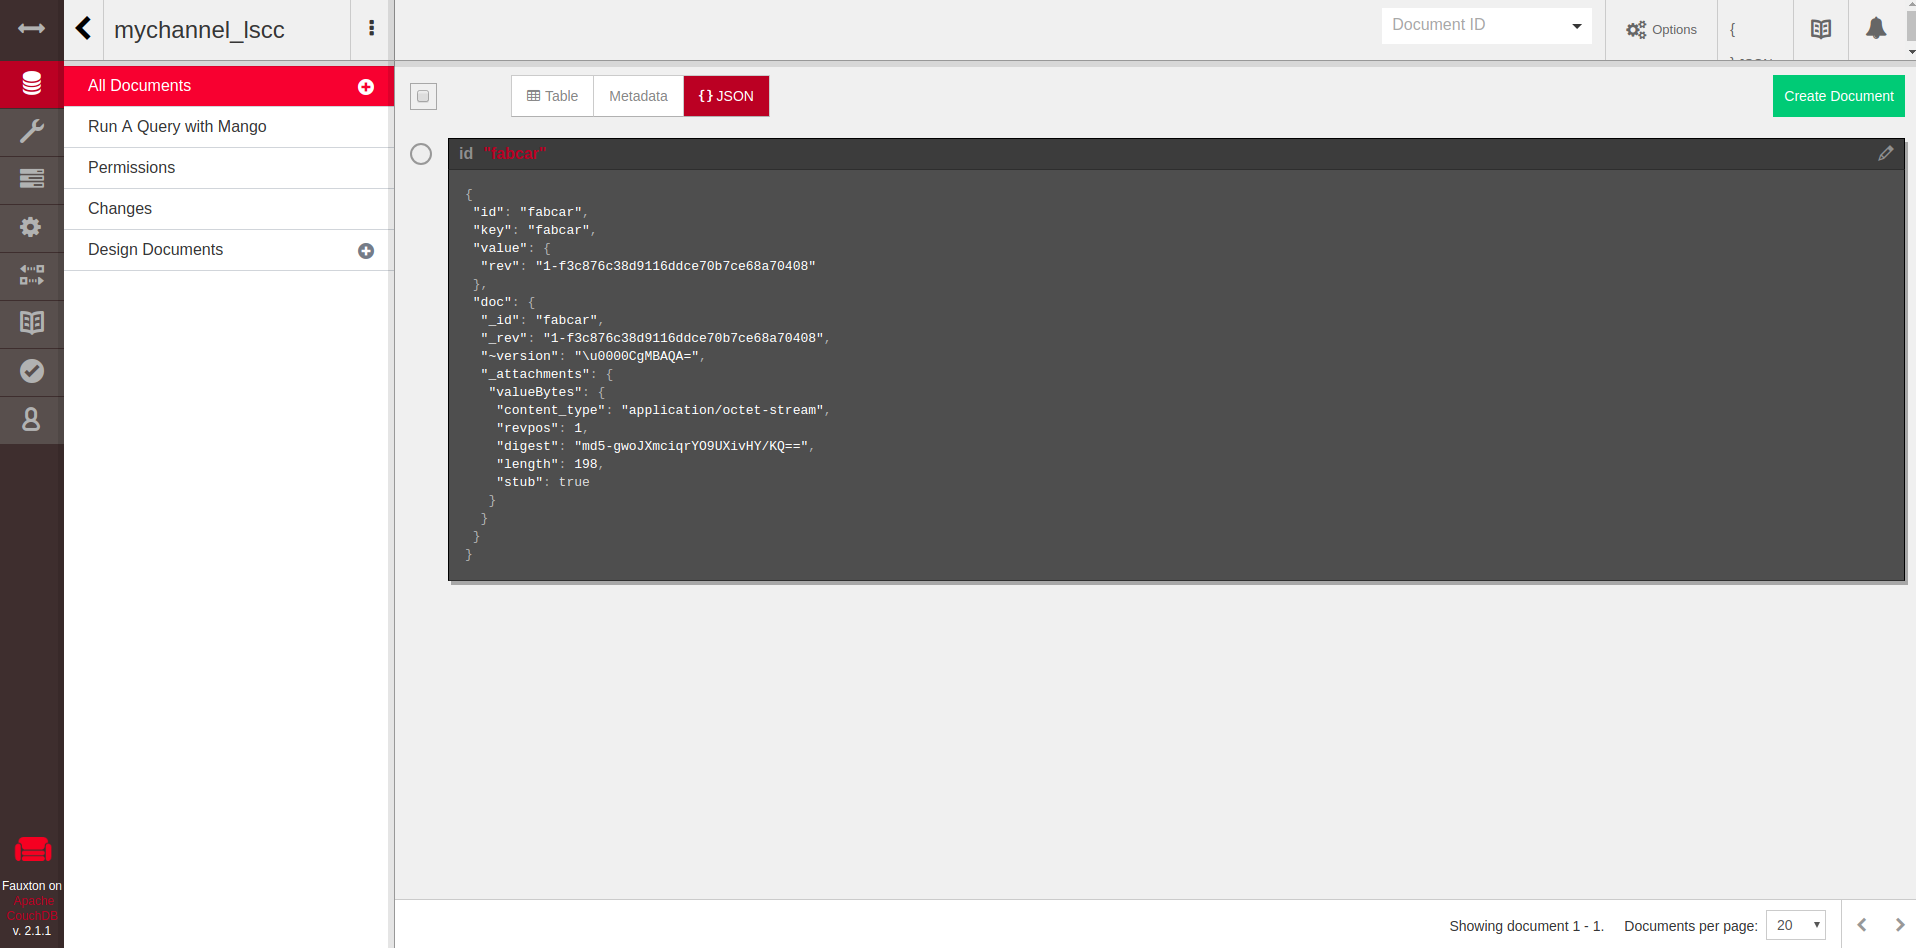 mychannel_lscc
Document ID
Options
{
All Documents
Run A Query with Mango
Permissions
Changes
Design Documents
Table
Metadata
{} JSON
Create Document
id "fabcar"
{
"id": "fabcar",
"key": "fabcar",
"value": {
"rev": "1-f3c876c38d9116ddce70b7ce68a70408"
},
"doc": {
"_id": "fabcar",
"_rev": "1-f3c876c38d9116ddce70b7ce68a70408",
"~version": "\u0000CgMBAQA=",
"_attachments": {
"valueBytes": {
"content_type": "application/octet-stream",
"revpos": 1,
"digest": "md5-gwoJXmciqrYO9UXivHY/KQ==",
"length": 198,
"stub": true
}
}
}
}
Fauxton on
Apache
CouchDB
v. 2.1.1
Showing document 1 - 1.
Documents per page:
20